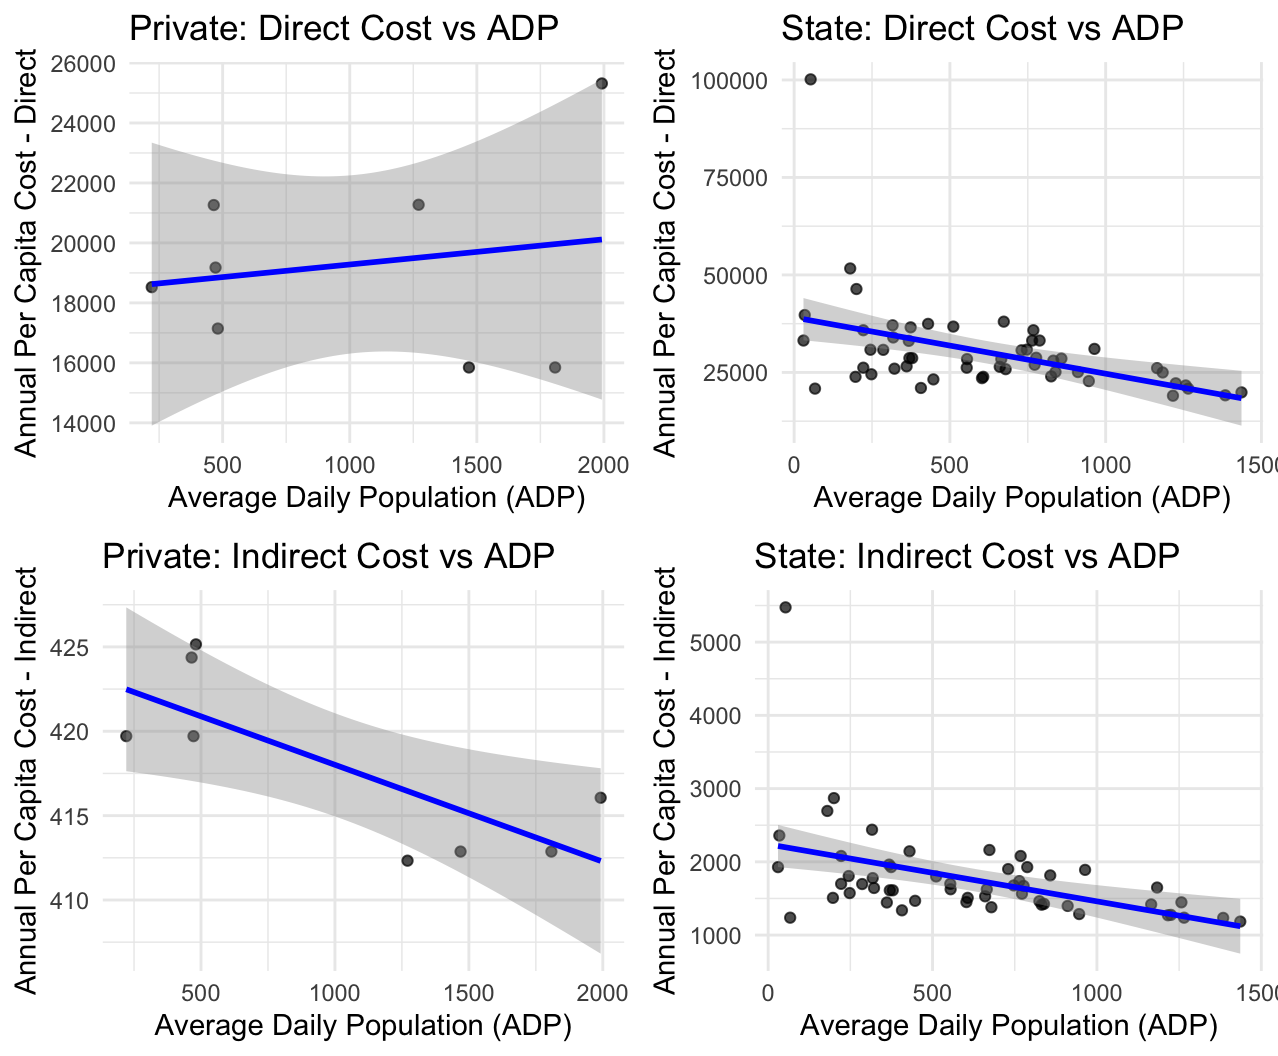 Private: Direct Cost vs ADP
Annual Per Capita Cost - Direct
26000
24000
22000
20000
18000
16000
14000
500 1000 1500 2000
Average Daily Population (ADP)
State: Direct Cost vs ADP
Annual Per Capita Cost - Direct
100000
75000
50000
25000
0 500 1000 1500
Average Daily Population (ADP)
Private: Indirect Cost vs ADP
Annual Per Capita Cost - Indirect
425
420
415
410
500 1000 1500 2000
Average Daily Population (ADP)
State: Indirect Cost vs ADP
Annual Per Capita Cost - Indirect
5000
4000
3000
2000
1000
0 500 1000 1500
Average Daily Population (ADP)